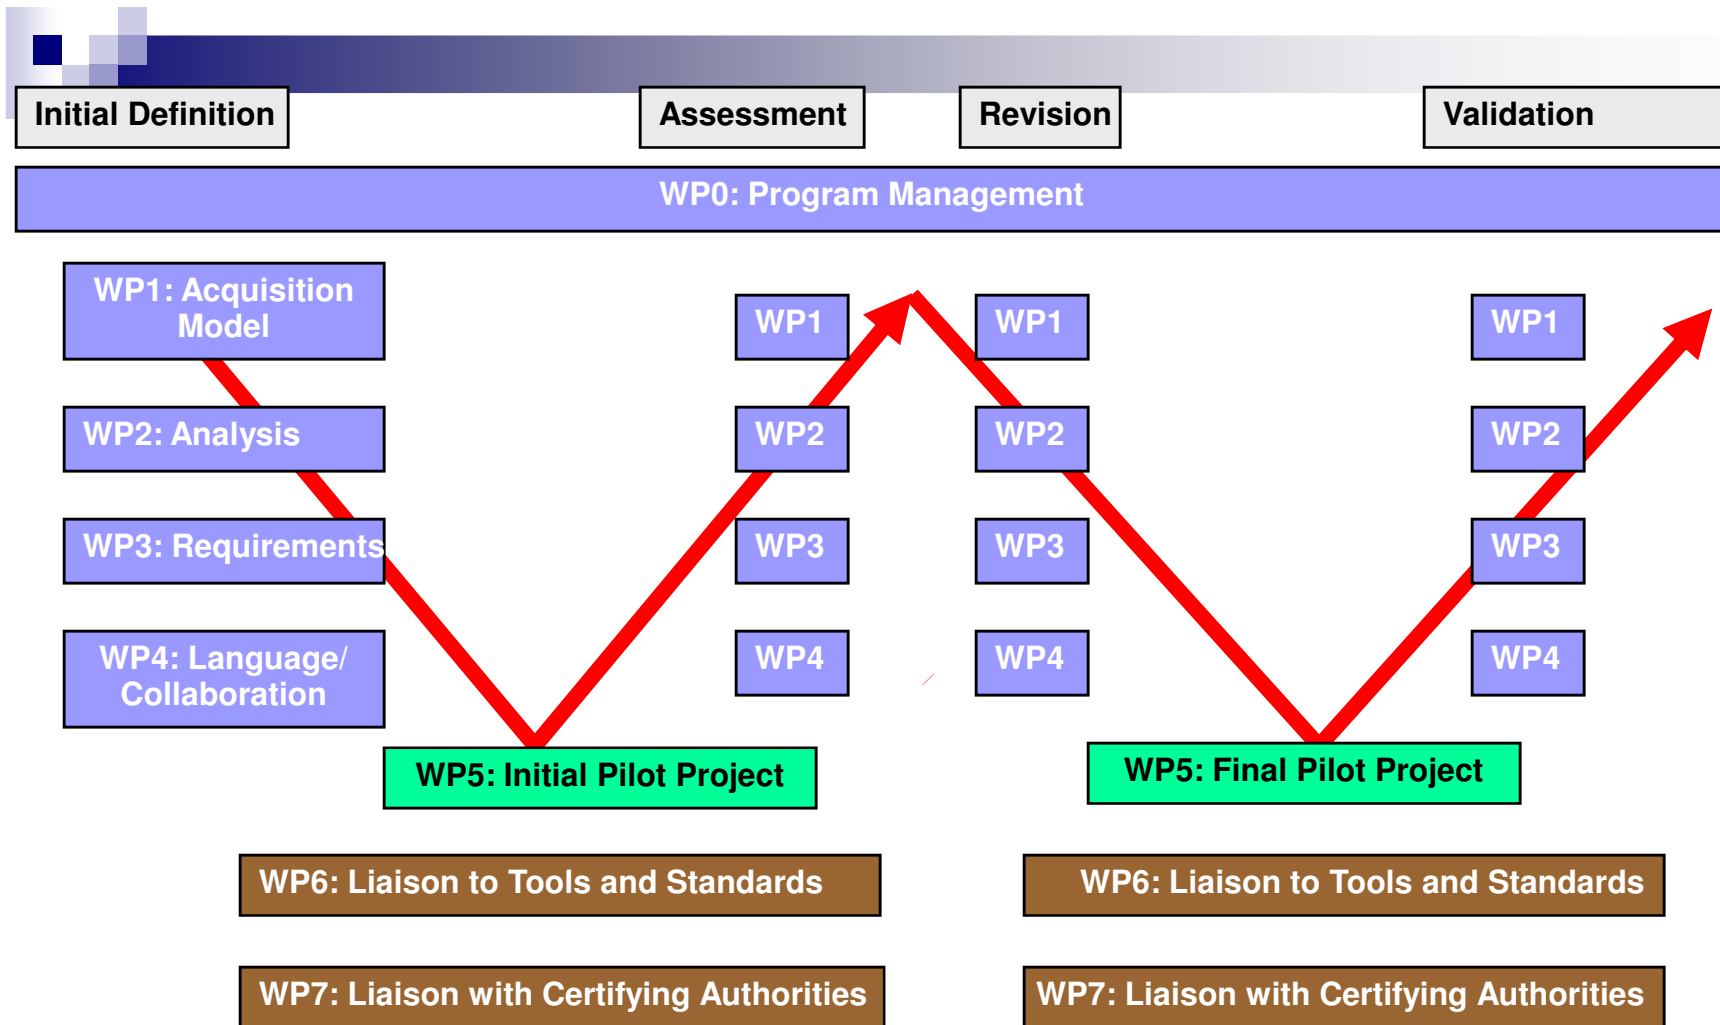 Initial Definition
Assessment
Revision
Validation
WP0: Program Management
WP1: Acquisition
Model
WP1
WP1
WP1
WP2: Analysis
WP2
WP2
WP2
WP3: Requirements
WP3
WP3
WP3
WP4: Language/
Collaboration
WP4
WP4
WP4
WP5: Initial Pilot Project
WP5: Final Pilot Project
WP6: Liaison to Tools and Standards
WP6: Liaison to Tools and Standards
WP7: Liaison with Certifying Authorities
WP7: Liaison with Certifying Authorities